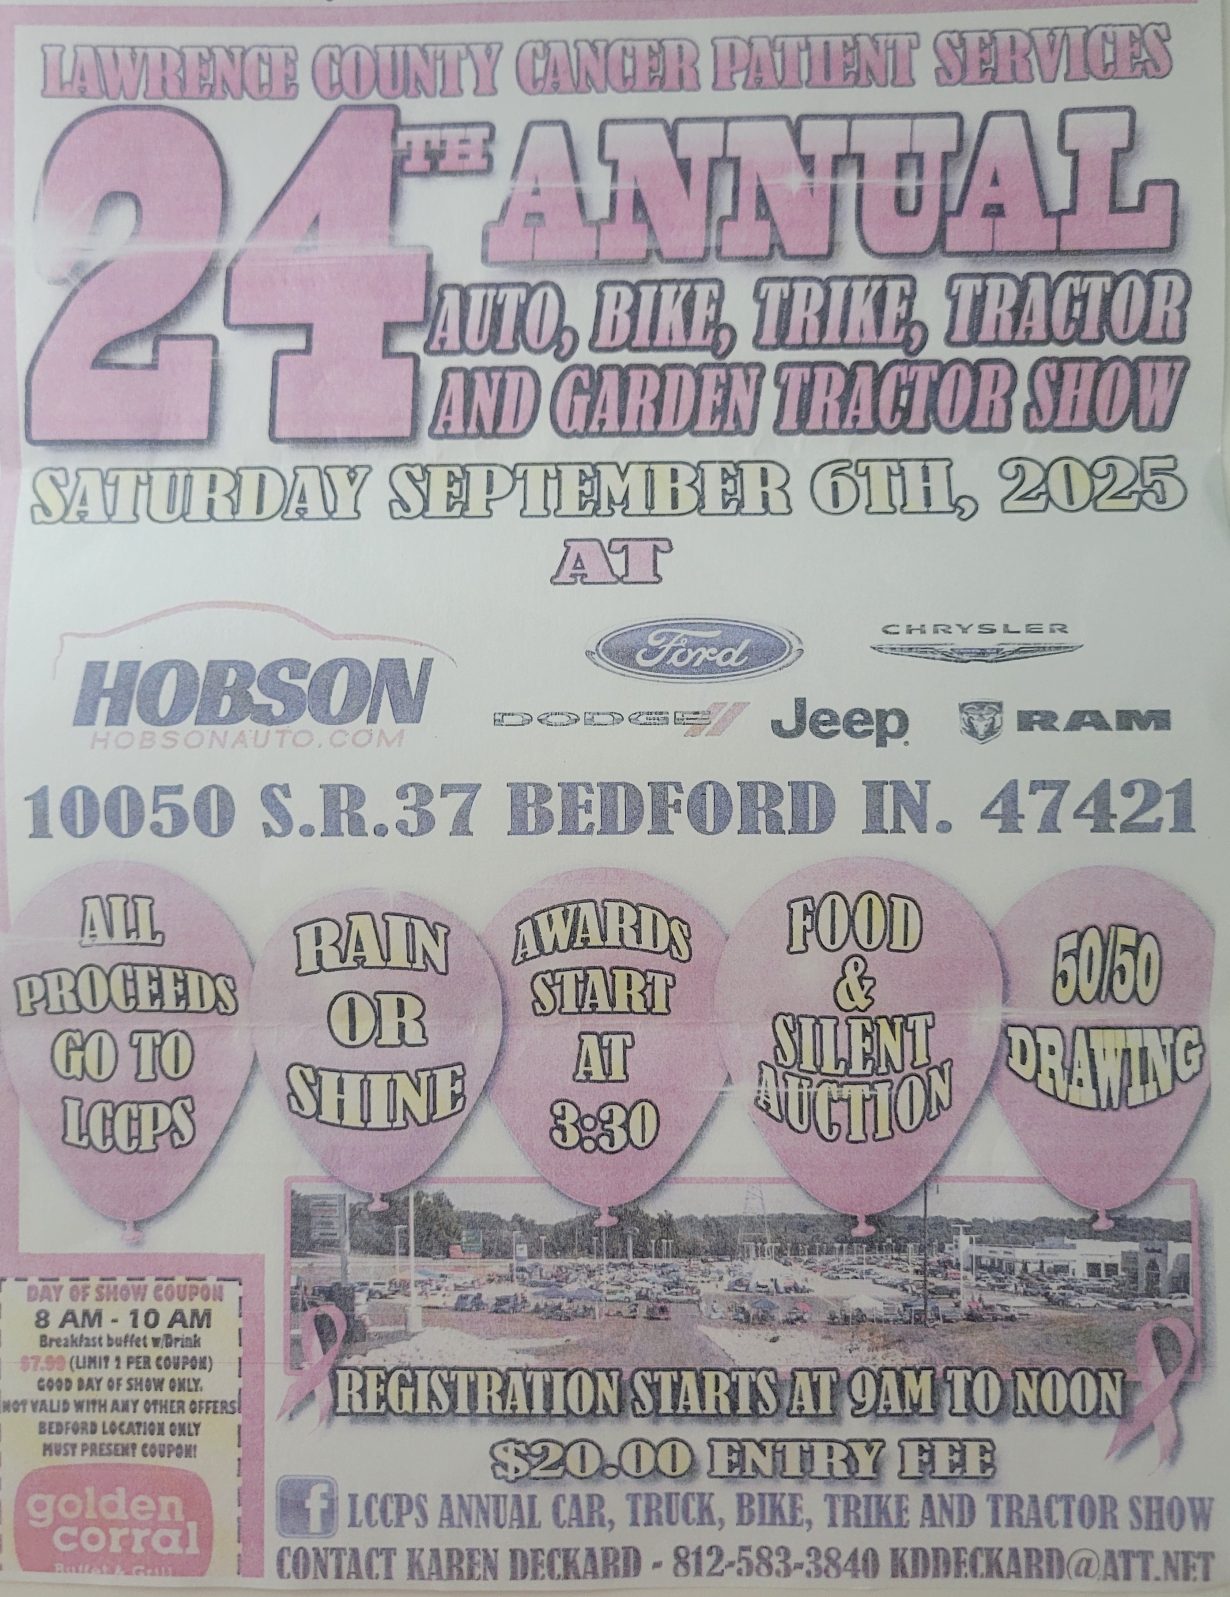 LAWRENCE COUNTY CANCER PATIENT SERVICES
24TH ANNUAL
AUTO, BIKE, TRIKE, TRACTOR
AND GARDEN TRACTOR SHOW
SATURDAY SEPTEMBER 6TH, 2025
AT
HOBSON
HOBSONAUTO.COM
Ford
CHRYSLER
DODGE
Jeep
RAM
10050 S.R.37 BEDFORD IN. 47421
ALL
PROCEEDS
GO TO
LCCPS
RAIN
OR
SHINE
AWARDS
START
AT
3:30
FOOD
&
SILENT
AUCTION
50/50
DRAWING
DAY OF SHOW COUPON
8 AM - 10 AM
Breakfast buffet w/Drink
$7.99 (LIMIT 2 PER COUPON)
GOOD DAY OF SHOW ONLY.
NOT VALID WITH ANY OTHER OFFERS
BEDFORD LOCATION ONLY
MUST PRESENT COUPON!
golden
corral
Buffet & Grill
REGISTRATION STARTS AT 9AM TO NOON
$20.00 ENTRY FEE
f LCCPS ANNUAL CAR, TRUCK, BIKE, TRIKE AND TRACTOR SHOW
CONTACT KAREN DECKARD - 812-583-3840 KDDECKARD@ATT.NET